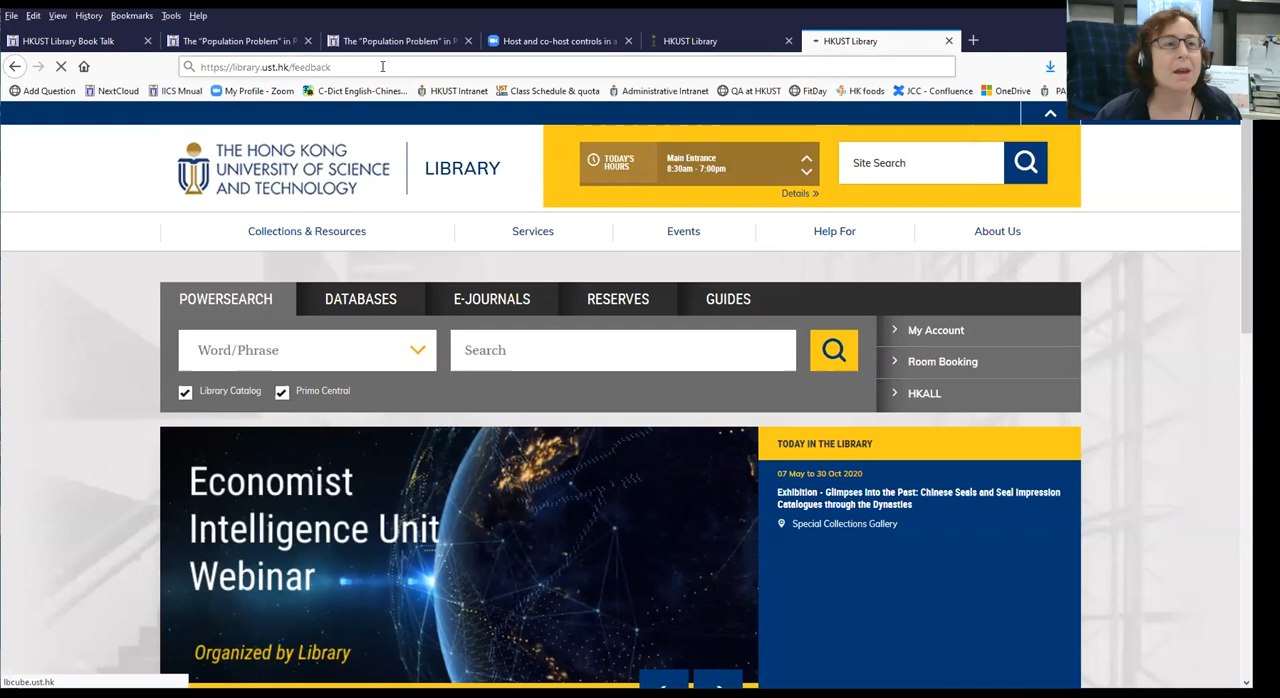 File Edit View History Bookmarks Tools Help
HKUST Library Book Talk
The "Population Problem" in P
The "Population Problem" in P
Host and co-host controls in a
HKUST Library
HKUST Library
https://library.ust.hk/feedback
Add Question NextCloud IICS Mnual My Profile - Zoom C-Dict English-Chines... HKUST Intranet Class Schedule & quota Administrative Intranet QA at HKUST FitDay HK foods JCC - Confluence OneDrive PA
THE HONG KONG
UNIVERSITY OF SCIENCE
AND TECHNOLOGY
LIBRARY
TODAY'S
HOURS
Main Entrance
8:30am - 7:00pm
Details »
Site Search
Collections & Resources Services Events Help For About Us
POWERSEARCH DATABASES E-JOURNALS RESERVES GUIDES
Word/Phrase
Search
Library Catalog Primo Central
My Account
Room Booking
HKALL
Economist
Intelligence Unit
Webinar
Organized by Library
TODAY IN THE LIBRARY
07 May to 30 Oct 2020
Exhibition - Glimpses into the Past: Chinese Seals and Seal Impression
Catalogues through the Dynasties
Special Collections Gallery
lbcube.ust.hk